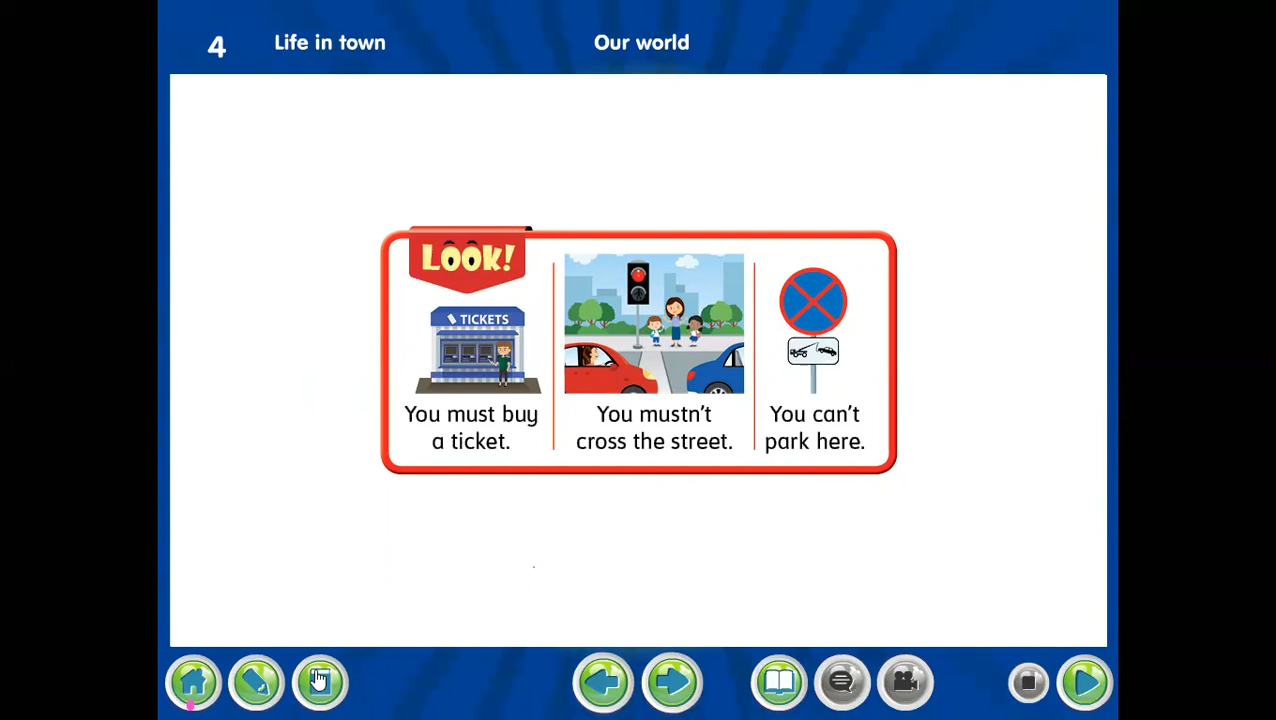 4 Life in town Our world
LOOK!
TICKETS
You must buy
a ticket.
You mustn't
cross the street.
You can't
park here.